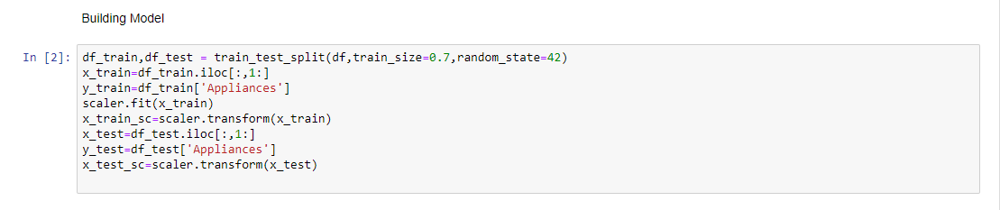 Building Model
In [2]: df_train,df_test = train_test_split(df,train_size=0.7,random_state=42)
x_train=df_train.iloc[:,1:]
y_train=df_train['Appliances']
scaler.fit(x_train)
x_train_sc=scaler.transform(x_train)
x_test=df_test.iloc[:,1:]
y_test=df_test['Appliances']
x_test_sc=scaler.transform(x_test)